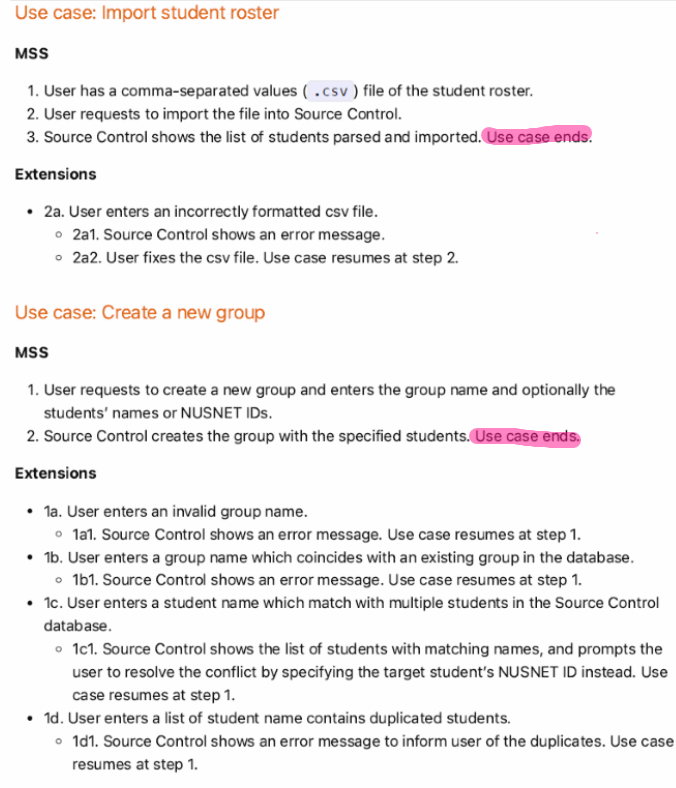 Use case: Import student roster
MSS
1. User has a comma-separated values ( .csv ) file of the student roster.
2. User requests to import the file into Source Control.
3. Source Control shows the list of students parsed and imported. Use case ends.
Extensions
• 2a. User enters an incorrectly formatted csv file.
◦ 2a1. Source Control shows an error message.
◦ 2a2. User fixes the csv file. Use case resumes at step 2.
Use case: Create a new group
MSS
1. User requests to create a new group and enters the group name and optionally the
students' names or NUSNET IDs.
2. Source Control creates the group with the specified students. Use case ends.
Extensions
• 1a. User enters an invalid group name.
◦ 1a1. Source Control shows an error message. Use case resumes at step 1.
• 1b. User enters a group name which coincides with an existing group in the database.
◦ 1b1. Source Control shows an error message. Use case resumes at step 1.
• 1c. User enters a student name which match with multiple students in the Source Control
database.
◦ 1c1. Source Control shows the list of students with matching names, and prompts the
user to resolve the conflict by specifying the target student's NUSNET ID instead. Use
case resumes at step 1.
• 1d. User enters a list of student name contains duplicated students.
◦ 1d1. Source Control shows an error message to inform user of the duplicates. Use case
resumes at step 1.